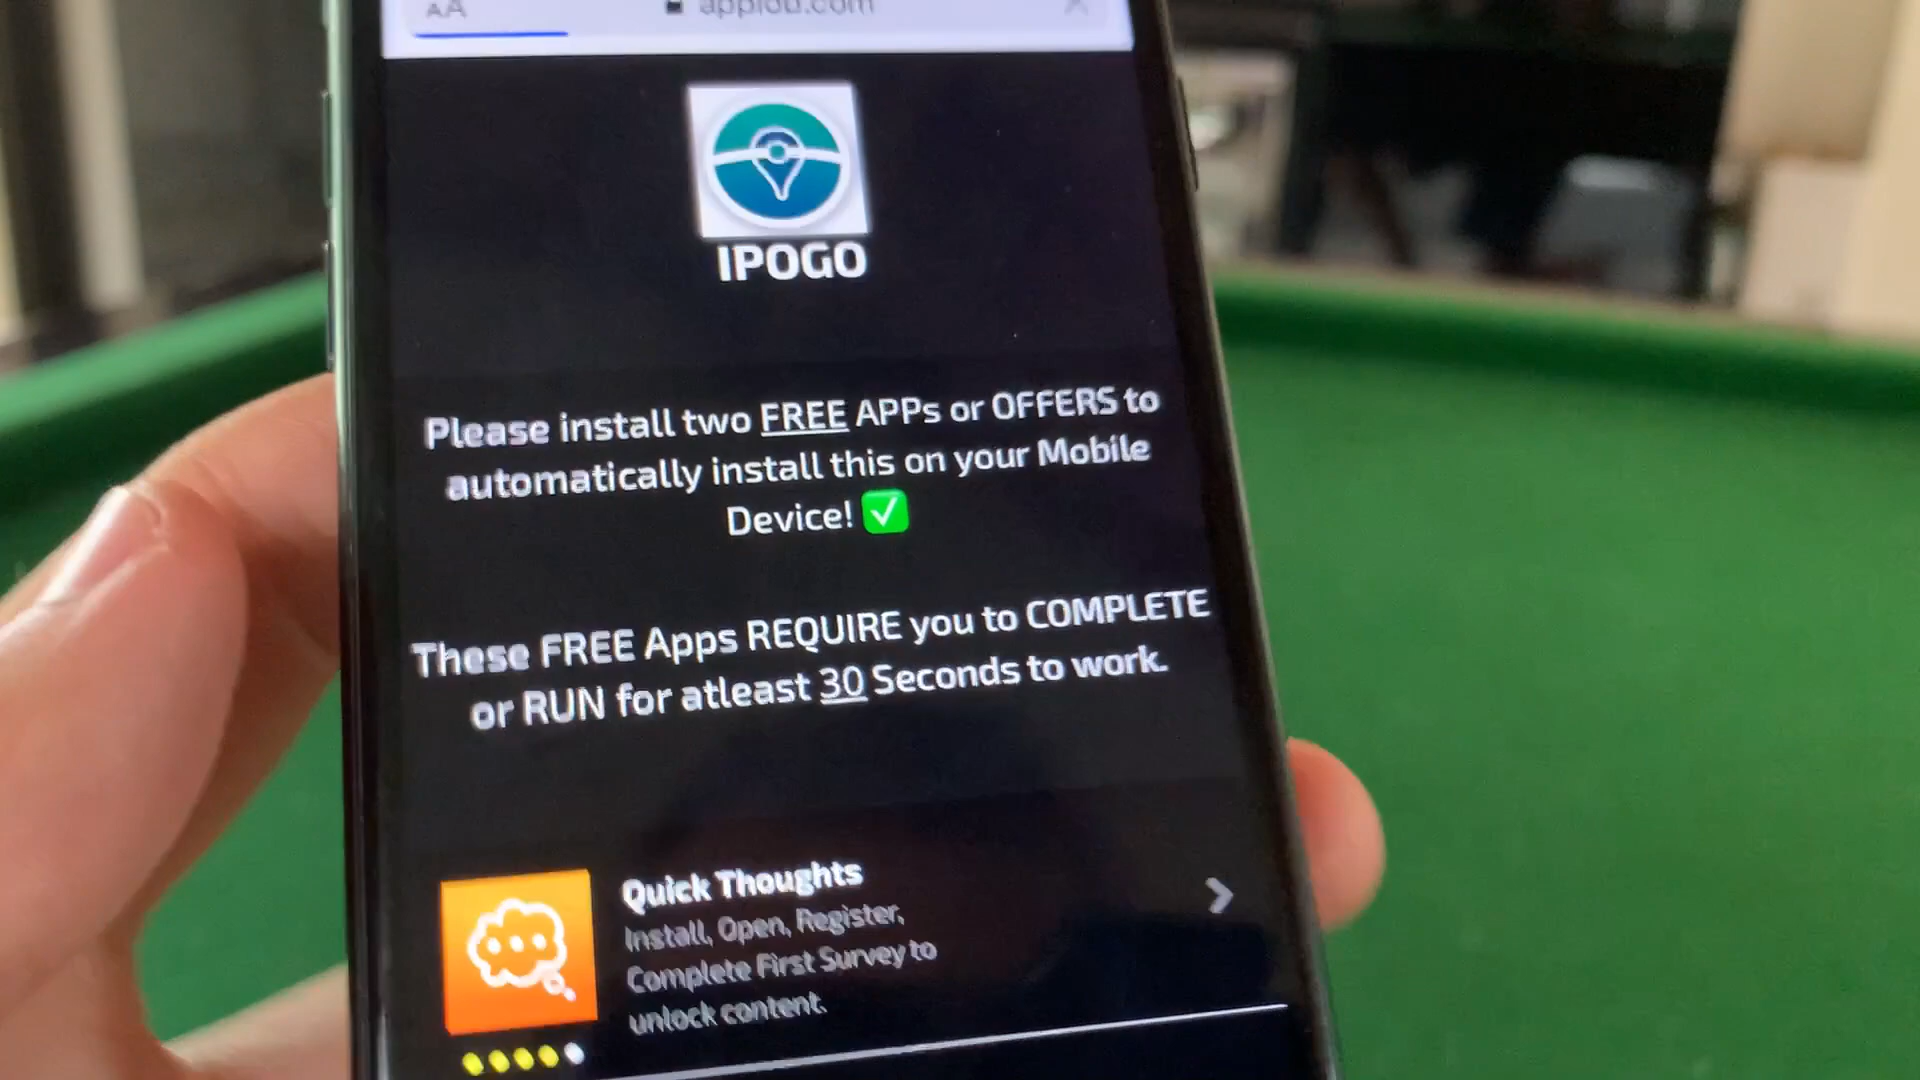 AA
IPOGO
Please install two FREE APPs or OFFERS to
automatically install this on your Mobile
Device! ✅
These FREE Apps REQUIRE you to COMPLETE
or RUN for atleast 30 Seconds to work.
Quick Thoughts
Install, Open, Register,
Complete First Survey to
unlock content.